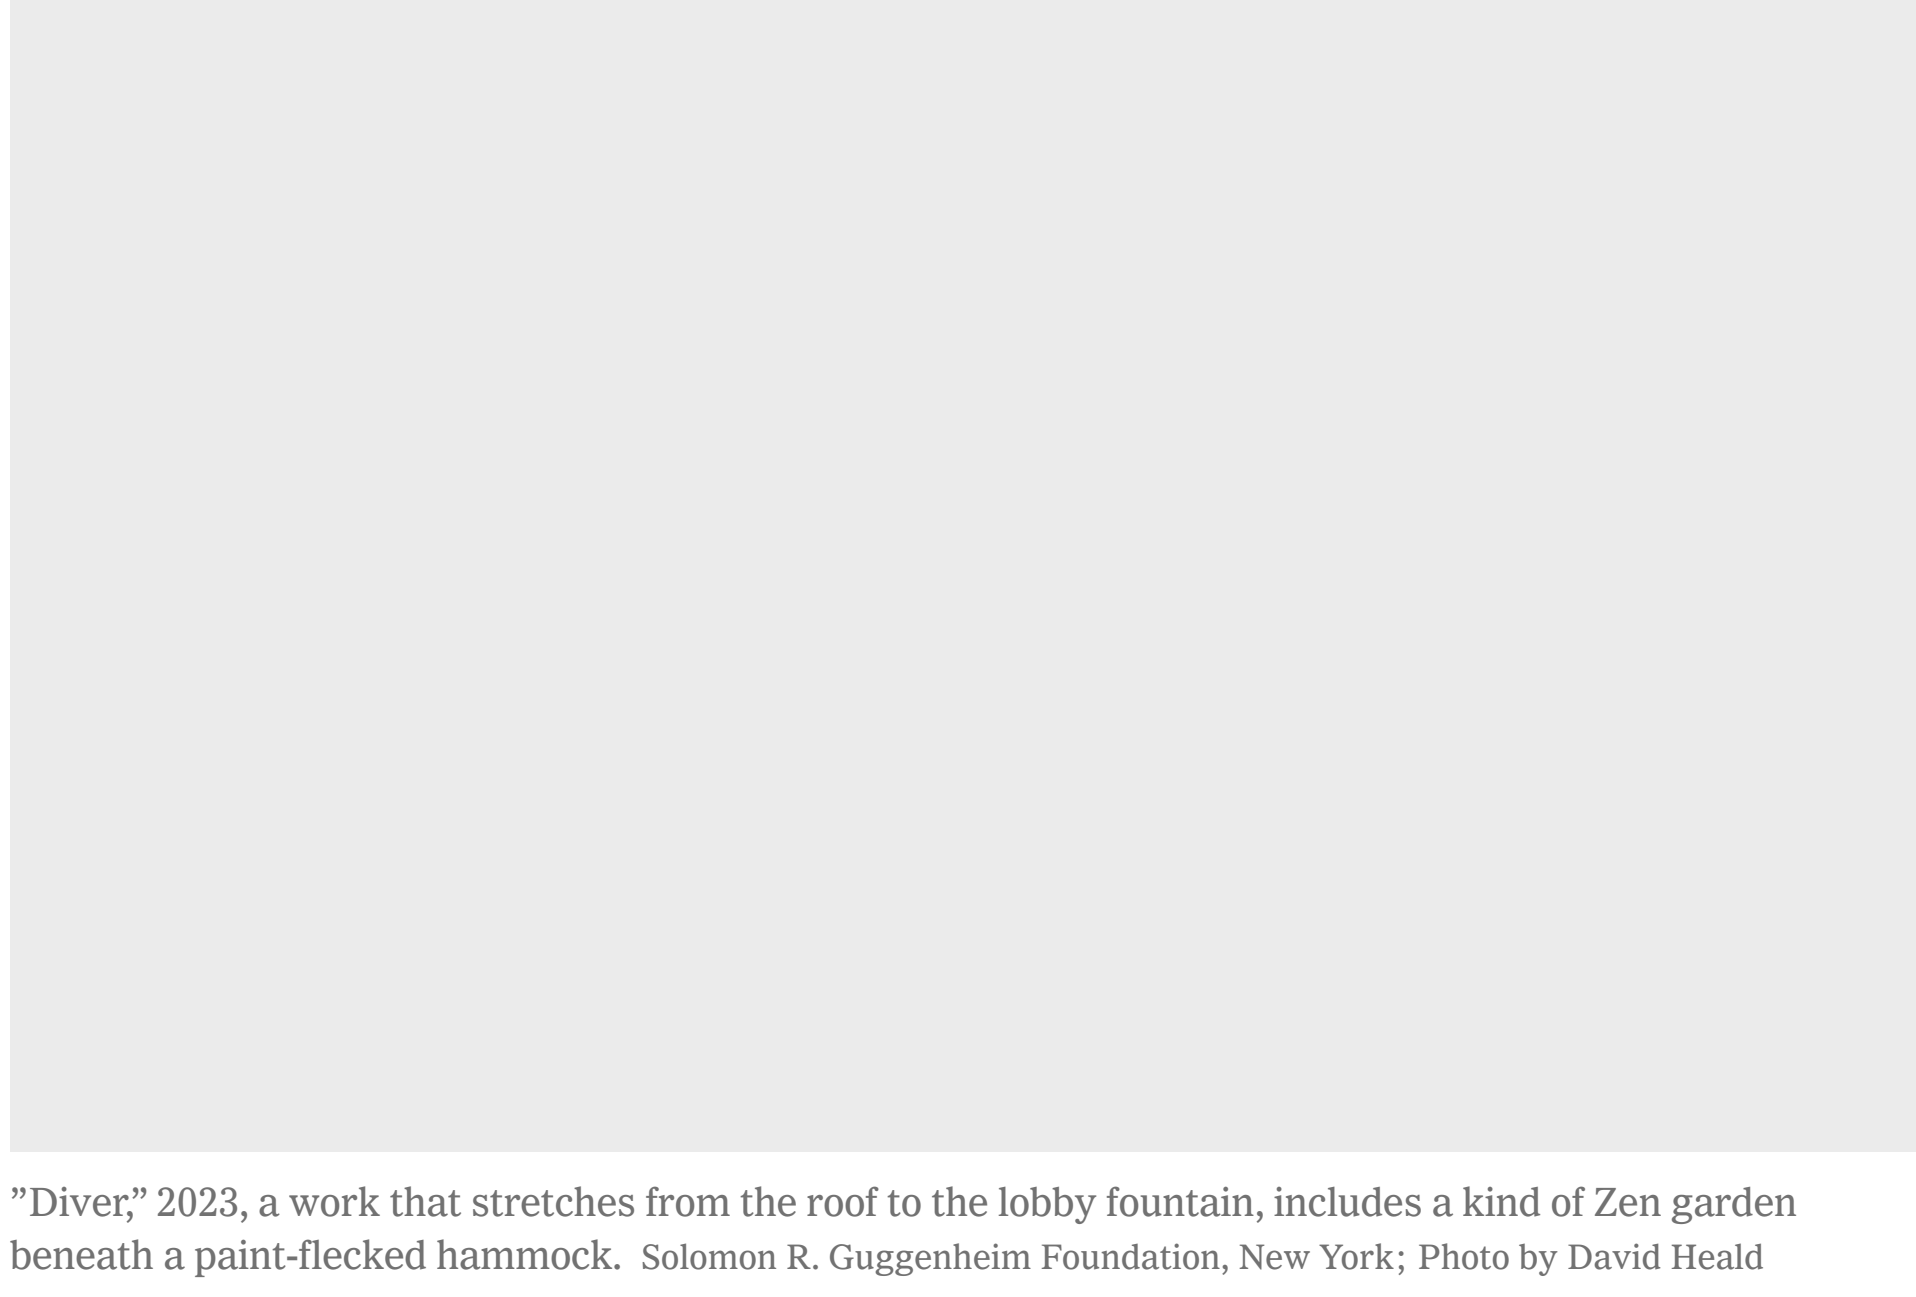 ”Diver,” 2023, a work that stretches from the roof to the lobby fountain, includes a kind of Zen garden
beneath a paint-flecked hammock. Solomon R. Guggenheim Foundation, New York; Photo by David Heald